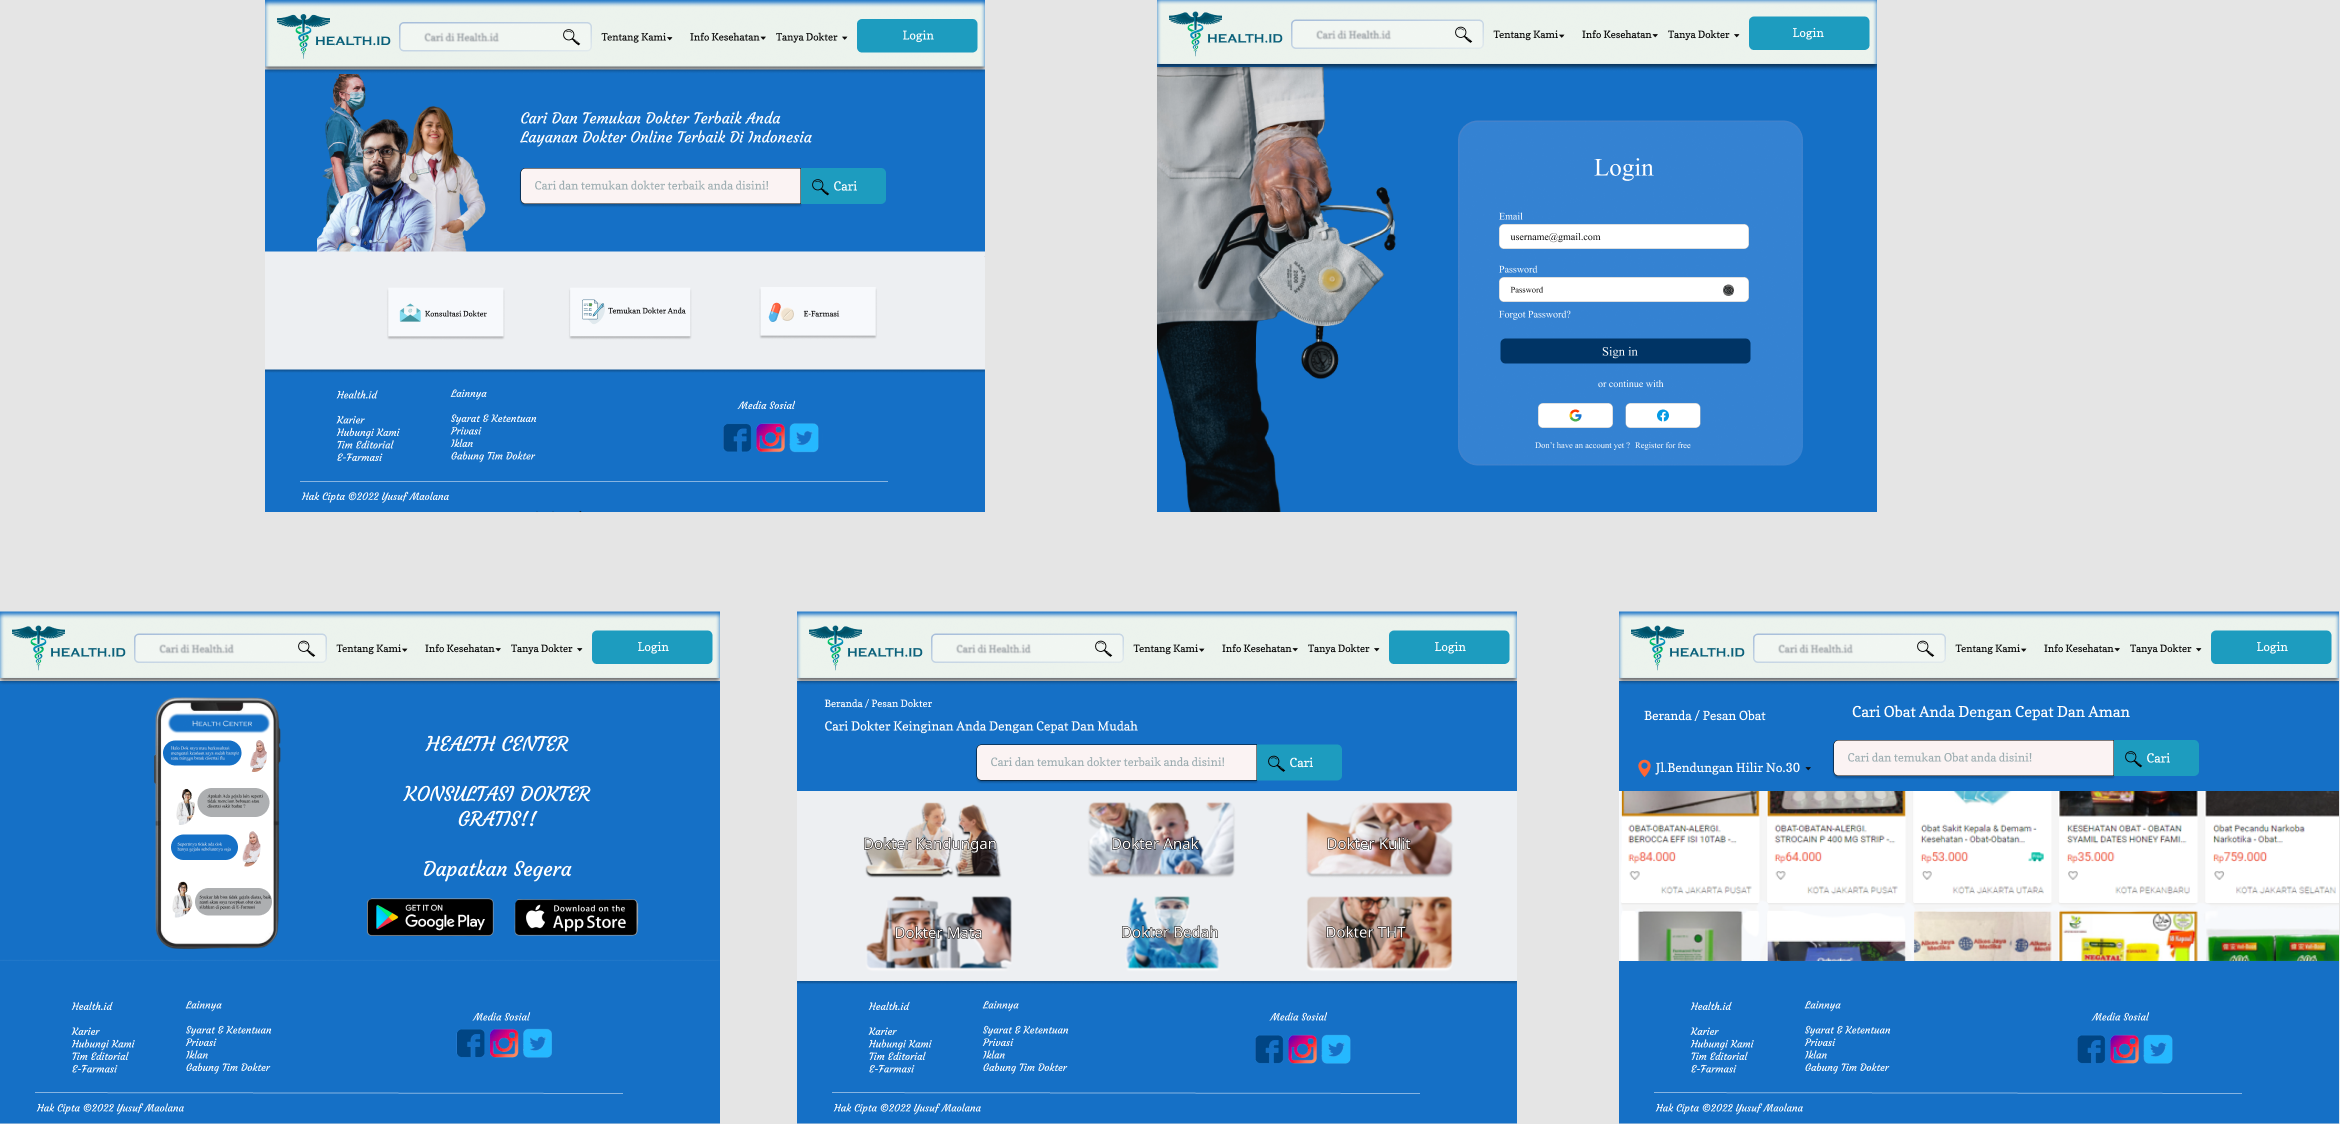 HEALTH.ID
Cari di Health.id
Tentang Kami
Info Kesehatan
Tanya Dokter
Login
Cari Dan Temukan Dokter Terbaik Anda
Layanan Dokter Online Terbaik Di Indonesia
Cari dan temukan dokter terbaik anda disini!
Cari
Konsultasi Dokter
Temukan Dokter Anda
E-Farmasi
Health.id
Karier
Hubungi Kami
Tim Editorial
E-Farmasi
Lainnya
Syarat & Ketentuan
Privasi
Iklan
Gabung Tim Dokter
Media Sosial
Hak Cipta ©2022 Yusuf Maolana
HEALTH.ID
Cari di Health.id
Tentang Kami
Info Kesehatan
Tanya Dokter
Login
Login
Email
username@gmail.com
Password
Password
Forgot Password?
Sign in
or continue with
Don't have an account yet ? Register for free
HEALTH.ID
Cari di Health.id
Tentang Kami
Info Kesehatan
Tanya Dokter
Login
HEALTH CENTER
HEALTH CENTER
KONSULTASI DOKTER
GRATIS!!
Dapatkan Segera
GET IT ON
Google Play
Download on the
App Store
Health.id
Karier
Hubungi Kami
Tim Editorial
E-Farmasi
Lainnya
Syarat & Ketentuan
Privasi
Iklan
Gabung Tim Dokter
Media Sosial
Hak Cipta ©2022 Yusuf Maolana
HEALTH.ID
Cari di Health.id
Tentang Kami
Info Kesehatan
Tanya Dokter
Login
Beranda / Pesan Dokter
Cari Dokter Keinginan Anda Dengan Cepat Dan Mudah
Cari dan temukan dokter terbaik anda disini!
Cari
Dokter Kandungan
Dokter Anak
Dokter Kulit
Dokter Mata
Dokter Bedah
Dokter THT
Health.id
Karier
Hubungi Kami
Tim Editorial
E-Farmasi
Lainnya
Syarat & Ketentuan
Privasi
Iklan
Gabung Tim Dokter
Media Sosial
Hak Cipta ©2022 Yusuf Maolana
HEALTH.ID
Cari di Health.id
Tentang Kami
Info Kesehatan
Tanya Dokter
Login
Beranda / Pesan Obat
Cari Obat Anda Dengan Cepat Dan Aman
Jl.Bendungan Hilir No.30
Cari dan temukan Obat anda disini!
Cari
OBAT-OBATAN-ALERGI.
BEROCCA EFF ISI 10TAB -...
Rp84.000
KOTA JAKARTA PUSAT
OBAT-OBATAN-ALERGI.
STROCAIN P 400 MG STRIP -...
Rp64.000
KOTA JAKARTA PUSAT
Obat Sakit Kepala & Demam -
Kesehatan - Obat-Obatan...
Rp53.000
KOTA JAKARTA UTARA
KESEHATAN OBAT - OBATAN
SYAMIL DATES HONEY FAMI...
Rp35.000
KOTA PEKANBARU
Obat Pecandu Narkoba
Narkotika - Obat...
Rp759.000
KOTA JAKARTA SELATAN
Alkes Jaya
Medika
Alkes Jaya
Medika
NEGATAL
Health.id
Karier
Hubungi Kami
Tim Editorial
E-Farmasi
Lainnya
Syarat & Ketentuan
Privasi
Iklan
Gabung Tim Dokter
Media Sosial
Hak Cipta ©2022 Yusuf Maolana